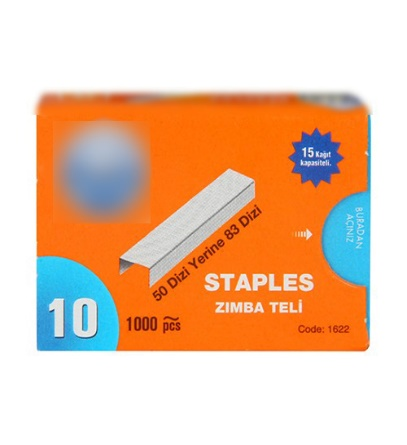 15 Kağıt
kapasiteli.
BURADAN
AÇINIZ
50 Dizi Yerine 83 Dizi
STAPLES
ZIMBA TELİ
10
1000 pcs
Code: 1622